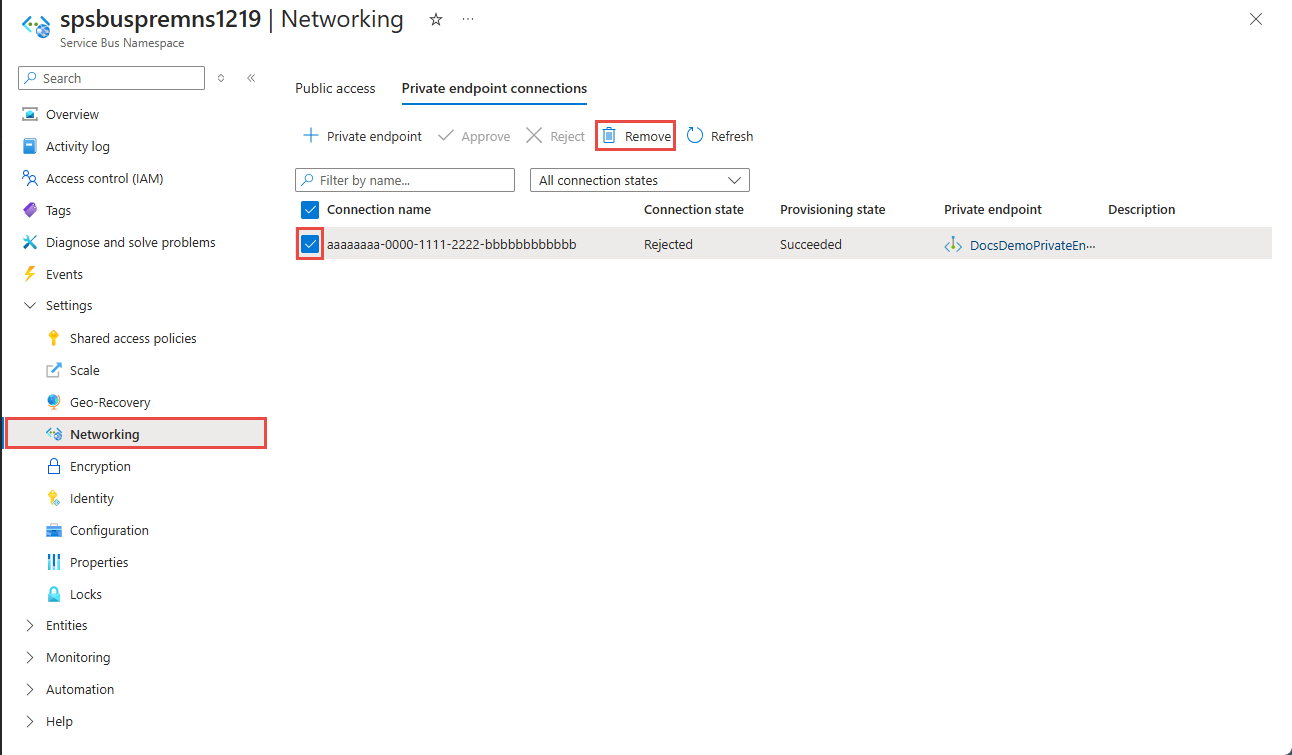 spsbuspremns1219 | Networking
Service Bus Namespace
Search
Overview
Activity log
Access control (IAM)
Tags
Diagnose and solve problems
Events
Settings
Shared access policies
Scale
Geo-Recovery
Networking
Encryption
Identity
Configuration
Properties
Locks
Entities
Monitoring
Automation
Help
Public access Private endpoint connections
Private endpoint Approve Reject Remove Refresh
Filter by name... All connection states
Connection name Connection state Provisioning state Private endpoint Description
aaaaaaaa-0000-1111-2222-bbbbbbbbbbbb Rejected Succeeded DocsDemoPrivateEn...